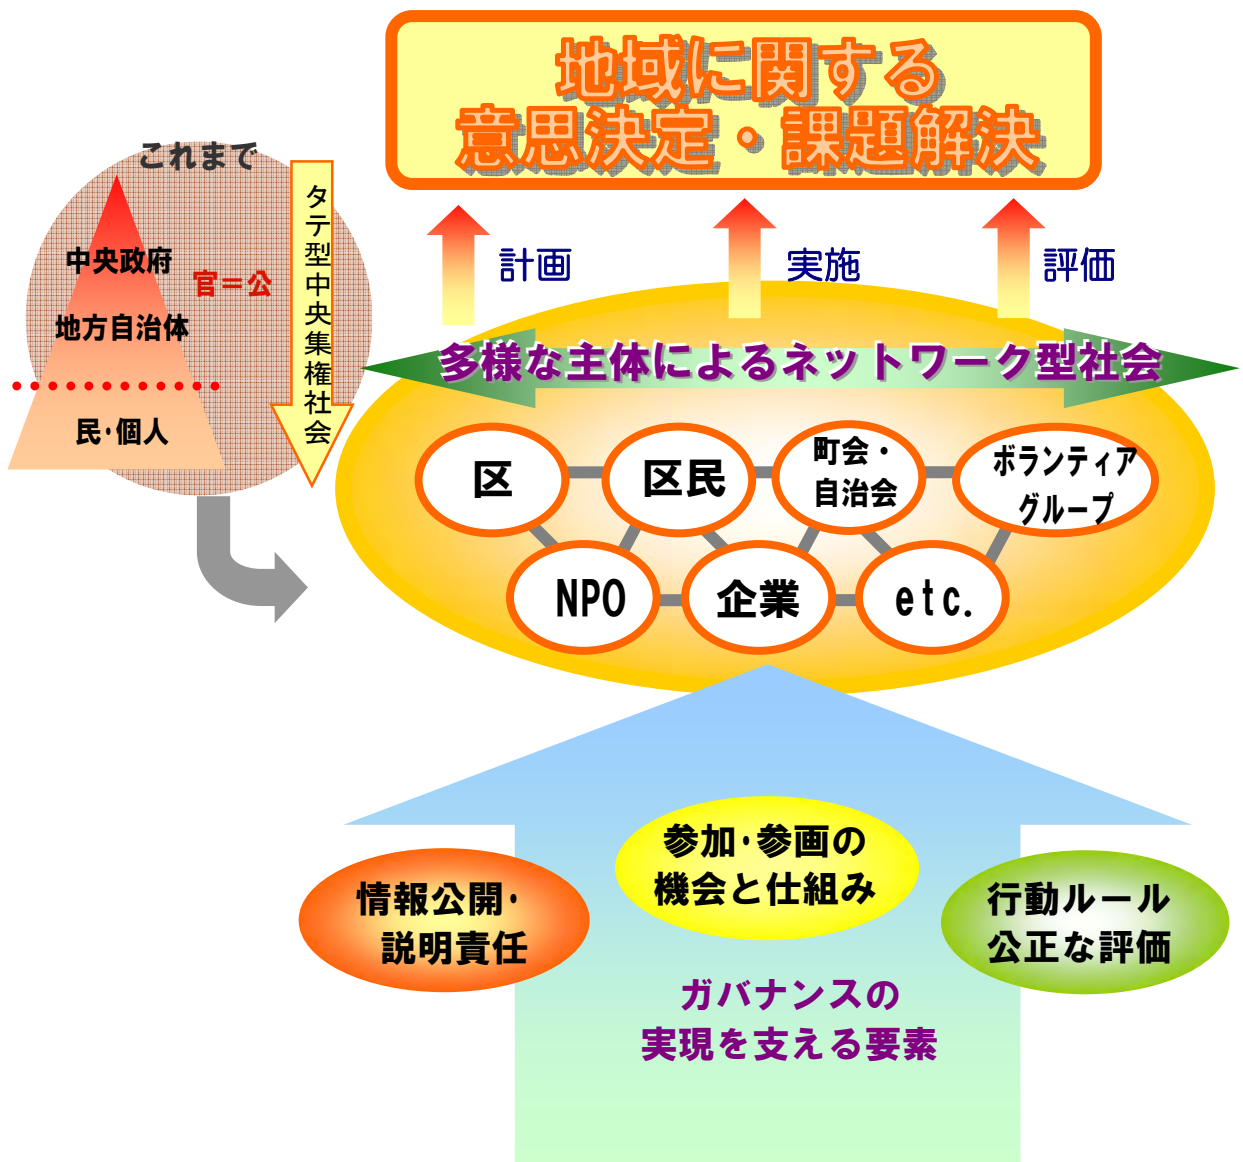 地域に関する
意思決定・課題解決
これまで
中央政府
官＝公
地方自治体
民・個人
タテ型中央集権社会
計画
実施
評価
多様な主体によるネットワーク型社会
区
区民
町会・
自治会
ボランティア
グループ
NPO
企業
etc.
参加・参画の
機会と仕組み
情報公開・
説明責任
行動ルール
公正な評価
ガバナンスの
実現を支える要素